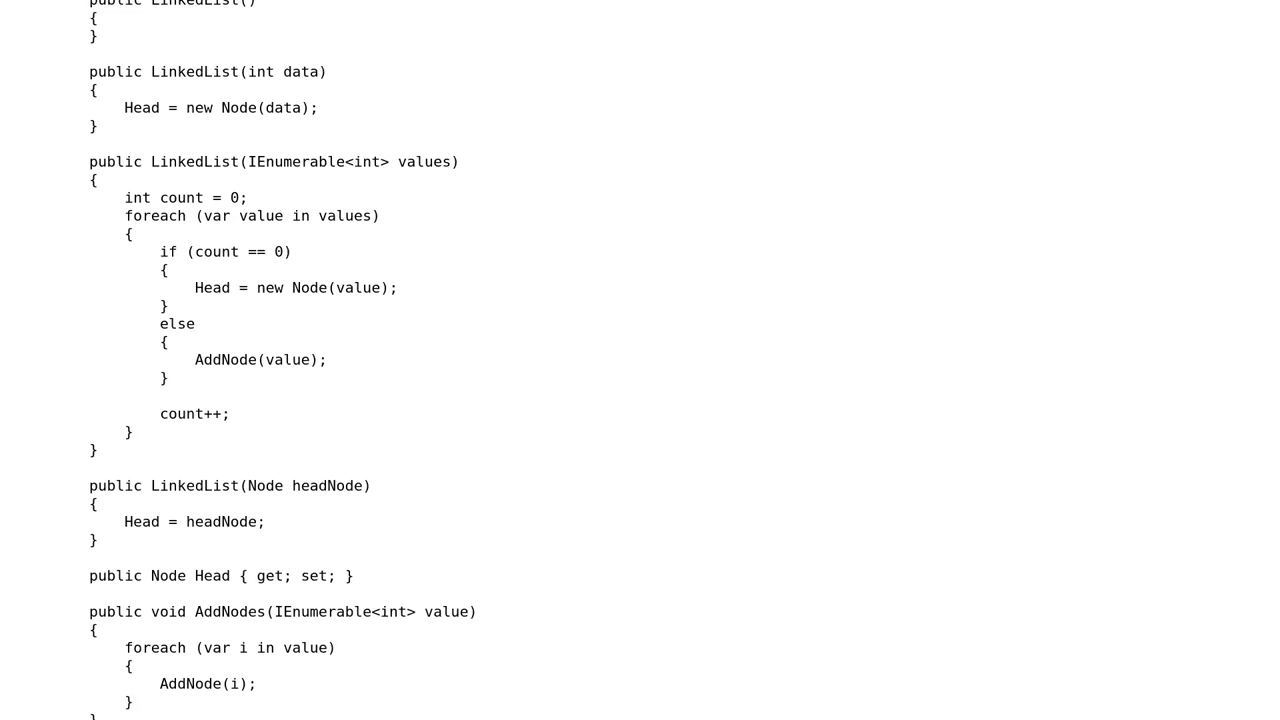 public LinkedList()
{
}
public LinkedList(int data)
{
Head = new Node(data);
}
public LinkedList(IEnumerable<int> values)
{
int count = 0;
foreach (var value in values)
{
if (count == 0)
{
Head = new Node(value);
}
else
{
AddNode(value);
}
count++;
}
}
public LinkedList(Node headNode)
{
Head = headNode;
}
public Node Head { get; set; }
public void AddNodes(IEnumerable<int> value)
{
foreach (var i in value)
{
AddNode(i);
}
}